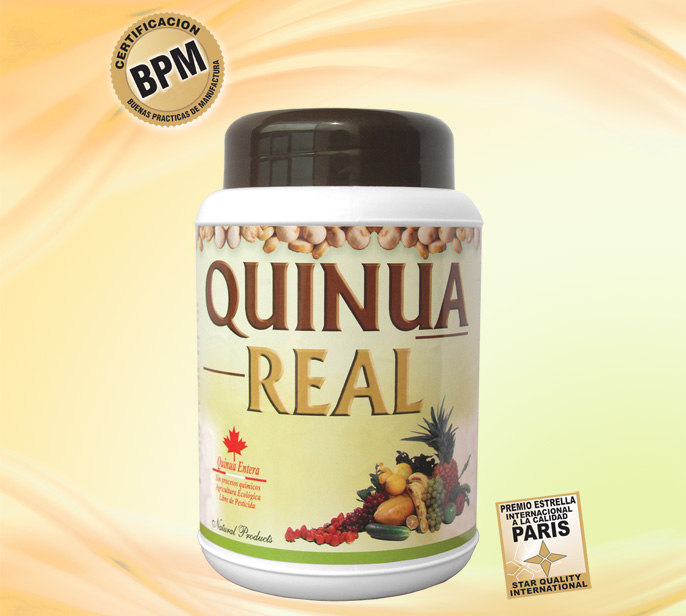 CERTIFICACION
BPM
BUENAS PRACTICAS DE MANUFACTURA
QUINUA
REAL
Quinua Entera
Sin procesos químicos
Agricultura Ecológica
Libre de Pesticida
Natural Products
PREMIO ESTRELLA
INTERNACIONAL
A LA CALIDAD
PARIS
STAR QUALITY
INTERNATIONAL